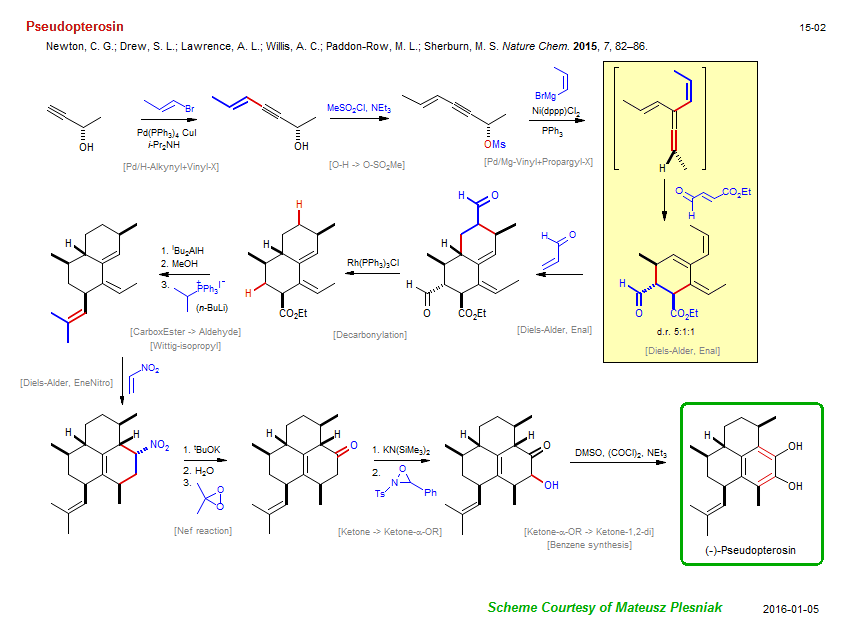 Pseudopterosin
15-02
Newton, C. G.; Drew, S. L.; Lawrence, A. L.; Willis, A. C.; Paddon-Row, M. L.; Sherburn, M. S. Nature Chem. 2015, 7, 82–86.
OH
Br
Pd(PPh₃)₄ CuI
i-Pr₂NH
[Pd/H-Alkynyl+Vinyl-X]
OH
MeSO₂Cl, NEt₃
[O-H -> O-SO₂Me]
OMs
BrMg
Ni(dppp)Cl₂
PPh₃
[Pd/Mg-Vinyl+Propargyl-X]
H
O
H
CO₂Et
H
O
CO₂Et
d.r. 5:1:1
[Diels-Alder, Enal]
H
O
[Diels-Alder, Enal]
H
O
H
H
O
CO₂Et
Rh(PPh₃)₃Cl
[Decarbonylation]
H
H
H
CO₂Et
1. ⁱBu₂AlH
2. MeOH
3.
+
PPh₃
I⁻
(n-BuLi)
[CarboxEster -> Aldehyde]
[Wittig-isopropyl]
H
[Diels-Alder, EneNitro]
NO₂
H
H
NO₂
1. ᵗBuOK
2. H₂O
3.
O
O
[Nef reaction]
H
H
O
1. KN(SiMe₃)₂
2.
O
N
Ts
Ph
[Ketone -> Ketone-α-OR]
H
H
O
OH
DMSO, (COCl)₂, NEt₃
[Ketone-α-OR -> Ketone-1,2-di]
[Benzene synthesis]
H
OH
OH
(-)-Pseudopterosin
Scheme Courtesy of Mateusz Plesniak
2016-01-05